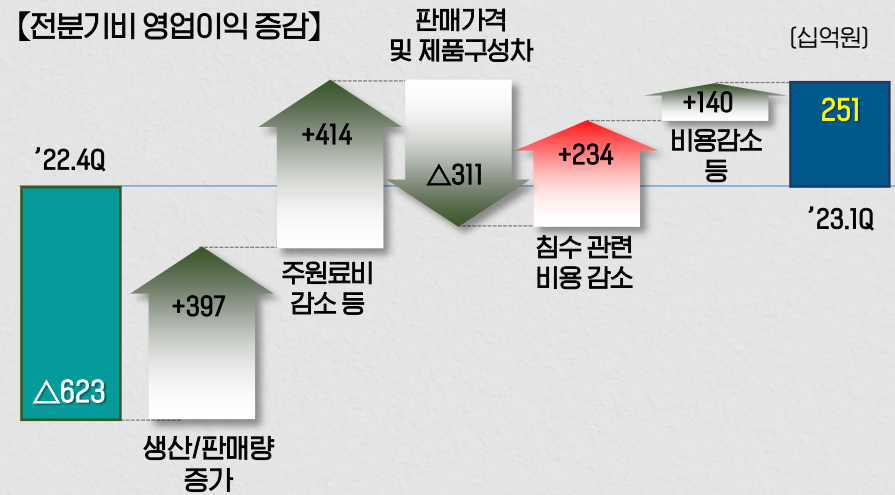 【전분기비 영업이익 증감】
(십억원)
’22.4Q
△623
+397
생산/판매량
증가
+414
주원료비
감소 등
판매가격
및 제품구성차
△311
+234
침수 관련
비용 감소
+140
비용감소
등
251
’23.1Q